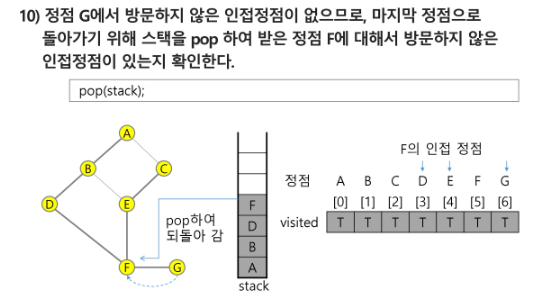 10) 정점 G에서 방문하지 않은 인접정점이 없으므로, 마지막 정점으로
돌아가기 위해 스택을 pop 하여 받은 정점 F에 대해서 방문하지 않은
인접정점이 있는지 확인한다.
pop(stack);
A
B
C
D
E
F
G
pop하여
되돌아 감
F
D
B
A
stack
F의 인접 정점
정점 A B C D E F G
[0] [1] [2] [3] [4] [5] [6]
visited T T T T T T T